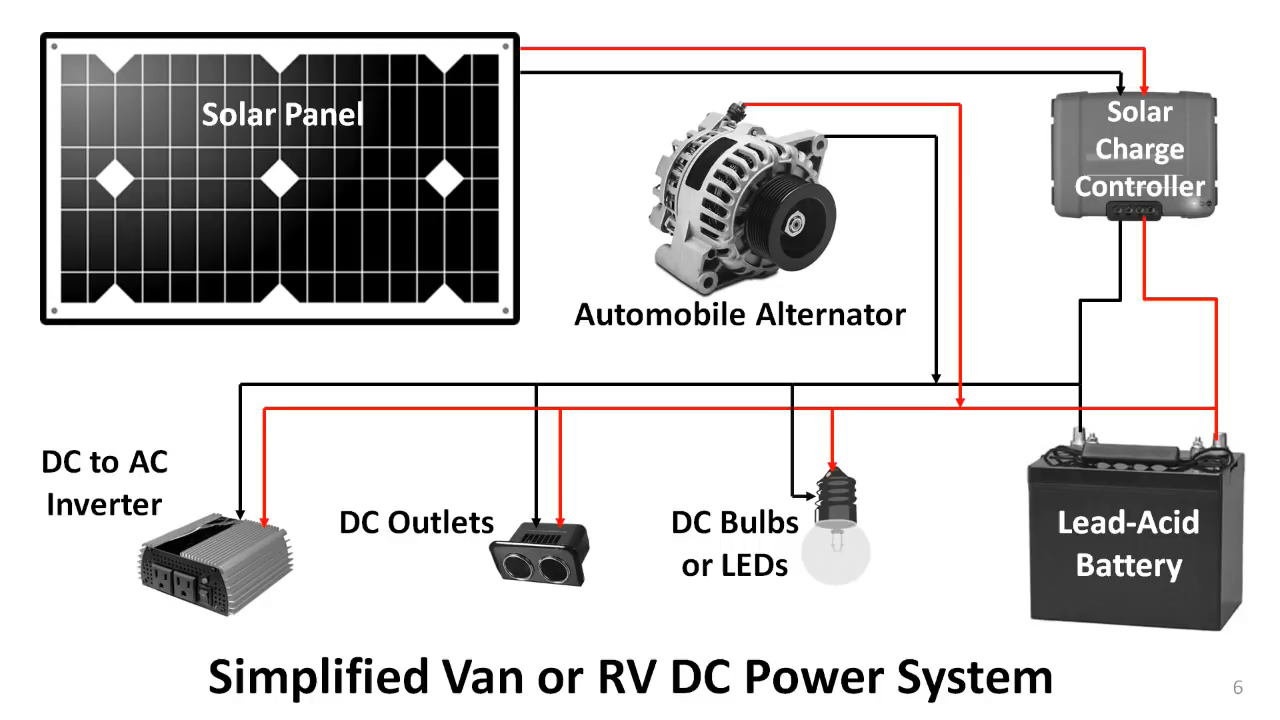 Solar Panel
Solar
Charge
Controller
Automobile Alternator
DC to AC
Inverter
DC Outlets
DC Bulbs
or LEDs
Lead-Acid
Battery
Simplified Van or RV DC Power System
6